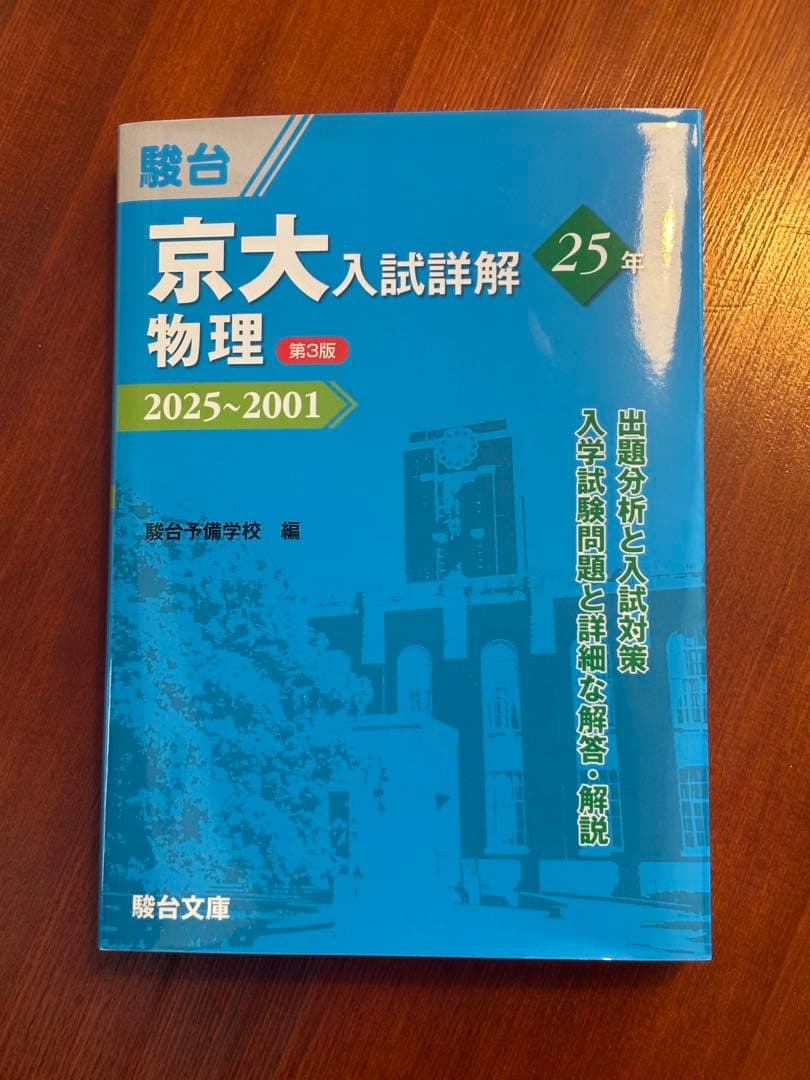 駿台
京大入試詳解
25年
物理 第3版
2025~2001
出題分析と入試対策
入学試験問題と詳細な解答・解説
駿台予備学校 編
駿台文庫